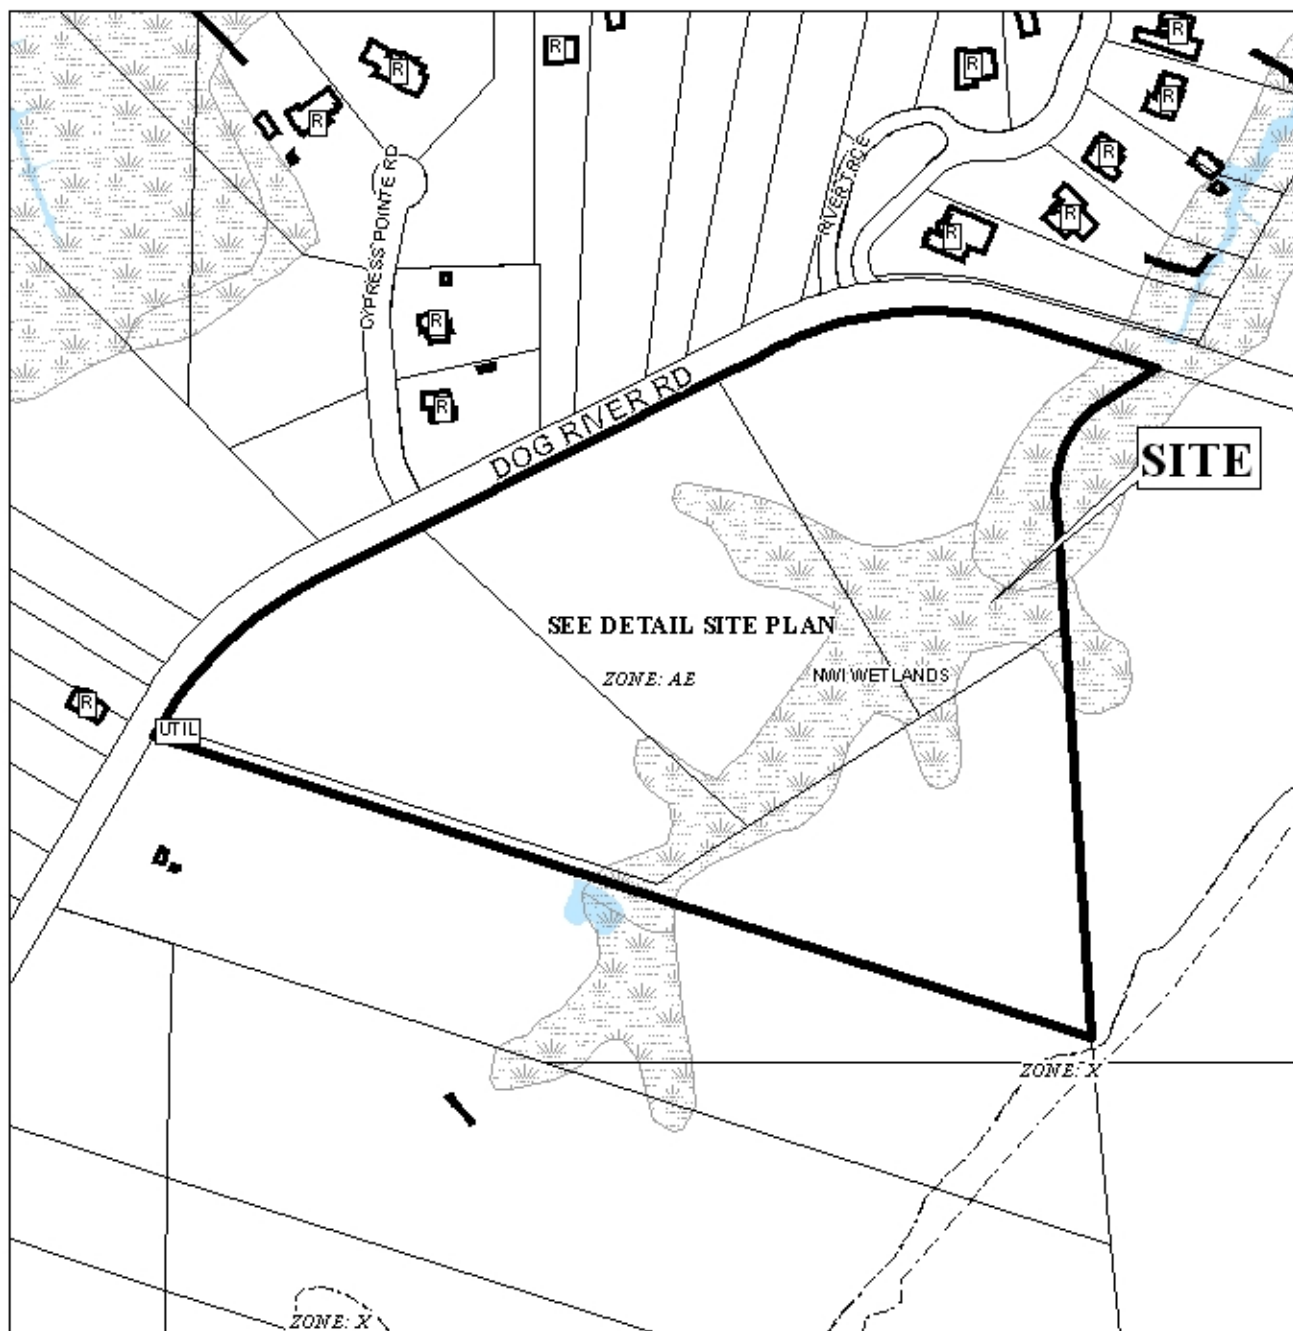 R
R
R
R
R
R
R
R
R
CYPRESS POINTE RD
RIVER TRCE
R
R
DOG RIVER RD
SITE
SEE DETAIL SITE PLAN
ZONE: AE
NWI WETLANDS
R
UTIL
ZONE: X
ZONE: X